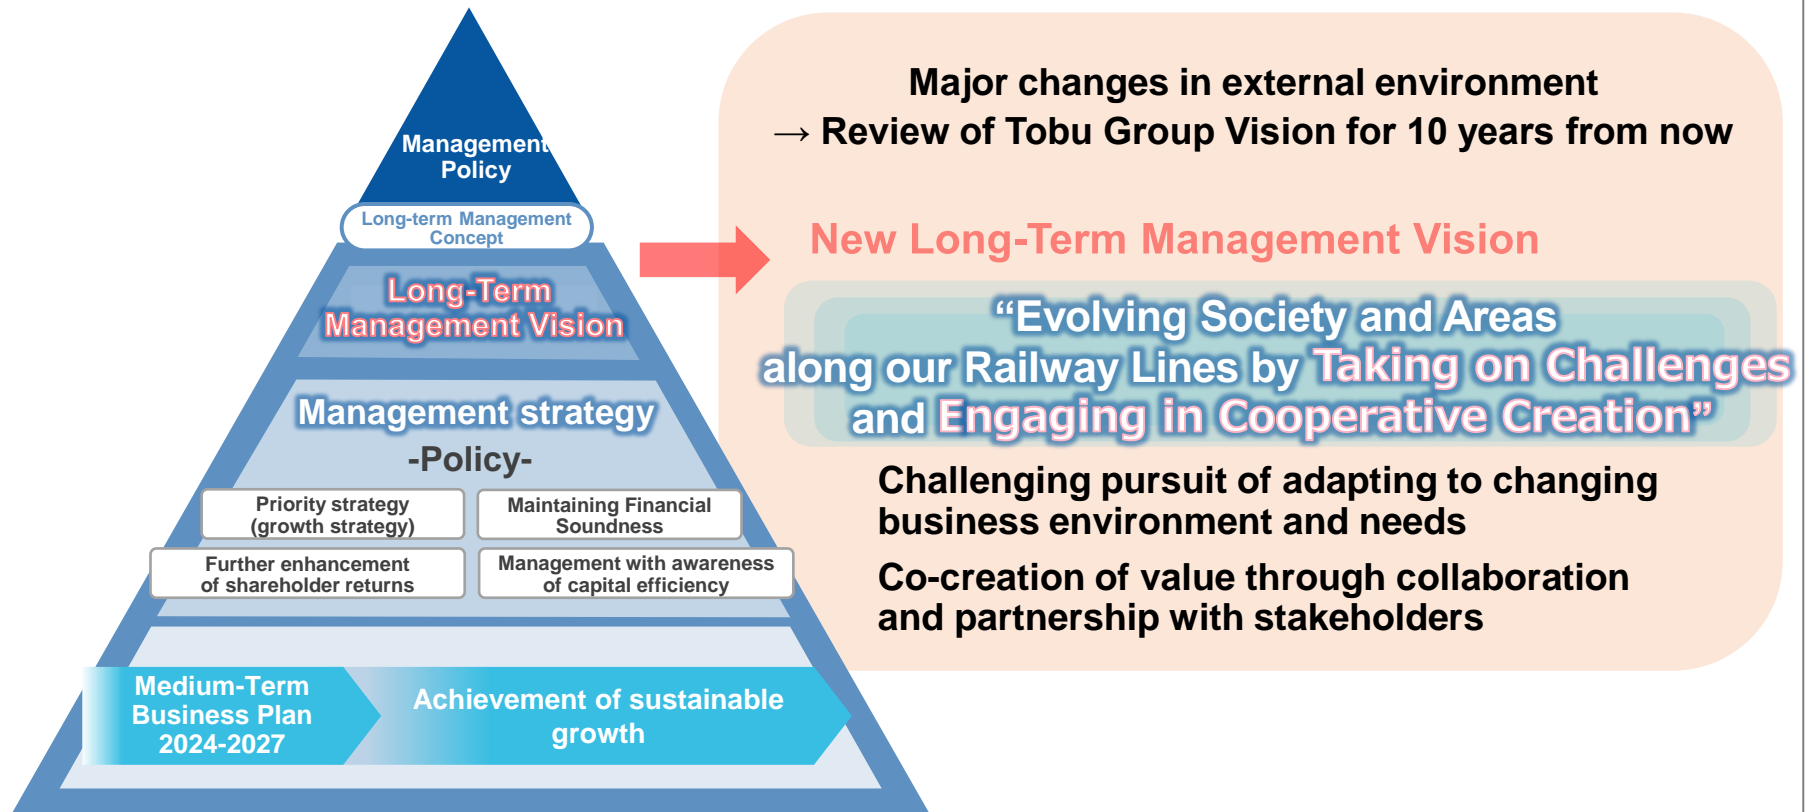 Management
Policy
Long-term Management
Concept
Long-Term
Management Vision
Management strategy
-Policy-
Priority strategy
(growth strategy)
Maintaining Financial
Soundness
Further enhancement
of shareholder returns
Management with awareness
of capital efficiency
Medium-Term
Business Plan
2024-2027
Achievement of sustainable
growth
Major changes in external environment
→ Review of Tobu Group Vision for 10 years from now
New Long-Term Management Vision
“Evolving Society and Areas
along our Railway Lines by Taking on Challenges
and Engaging in Cooperative Creation”
Challenging pursuit of adapting to changing
business environment and needs
Co-creation of value through collaboration
and partnership with stakeholders